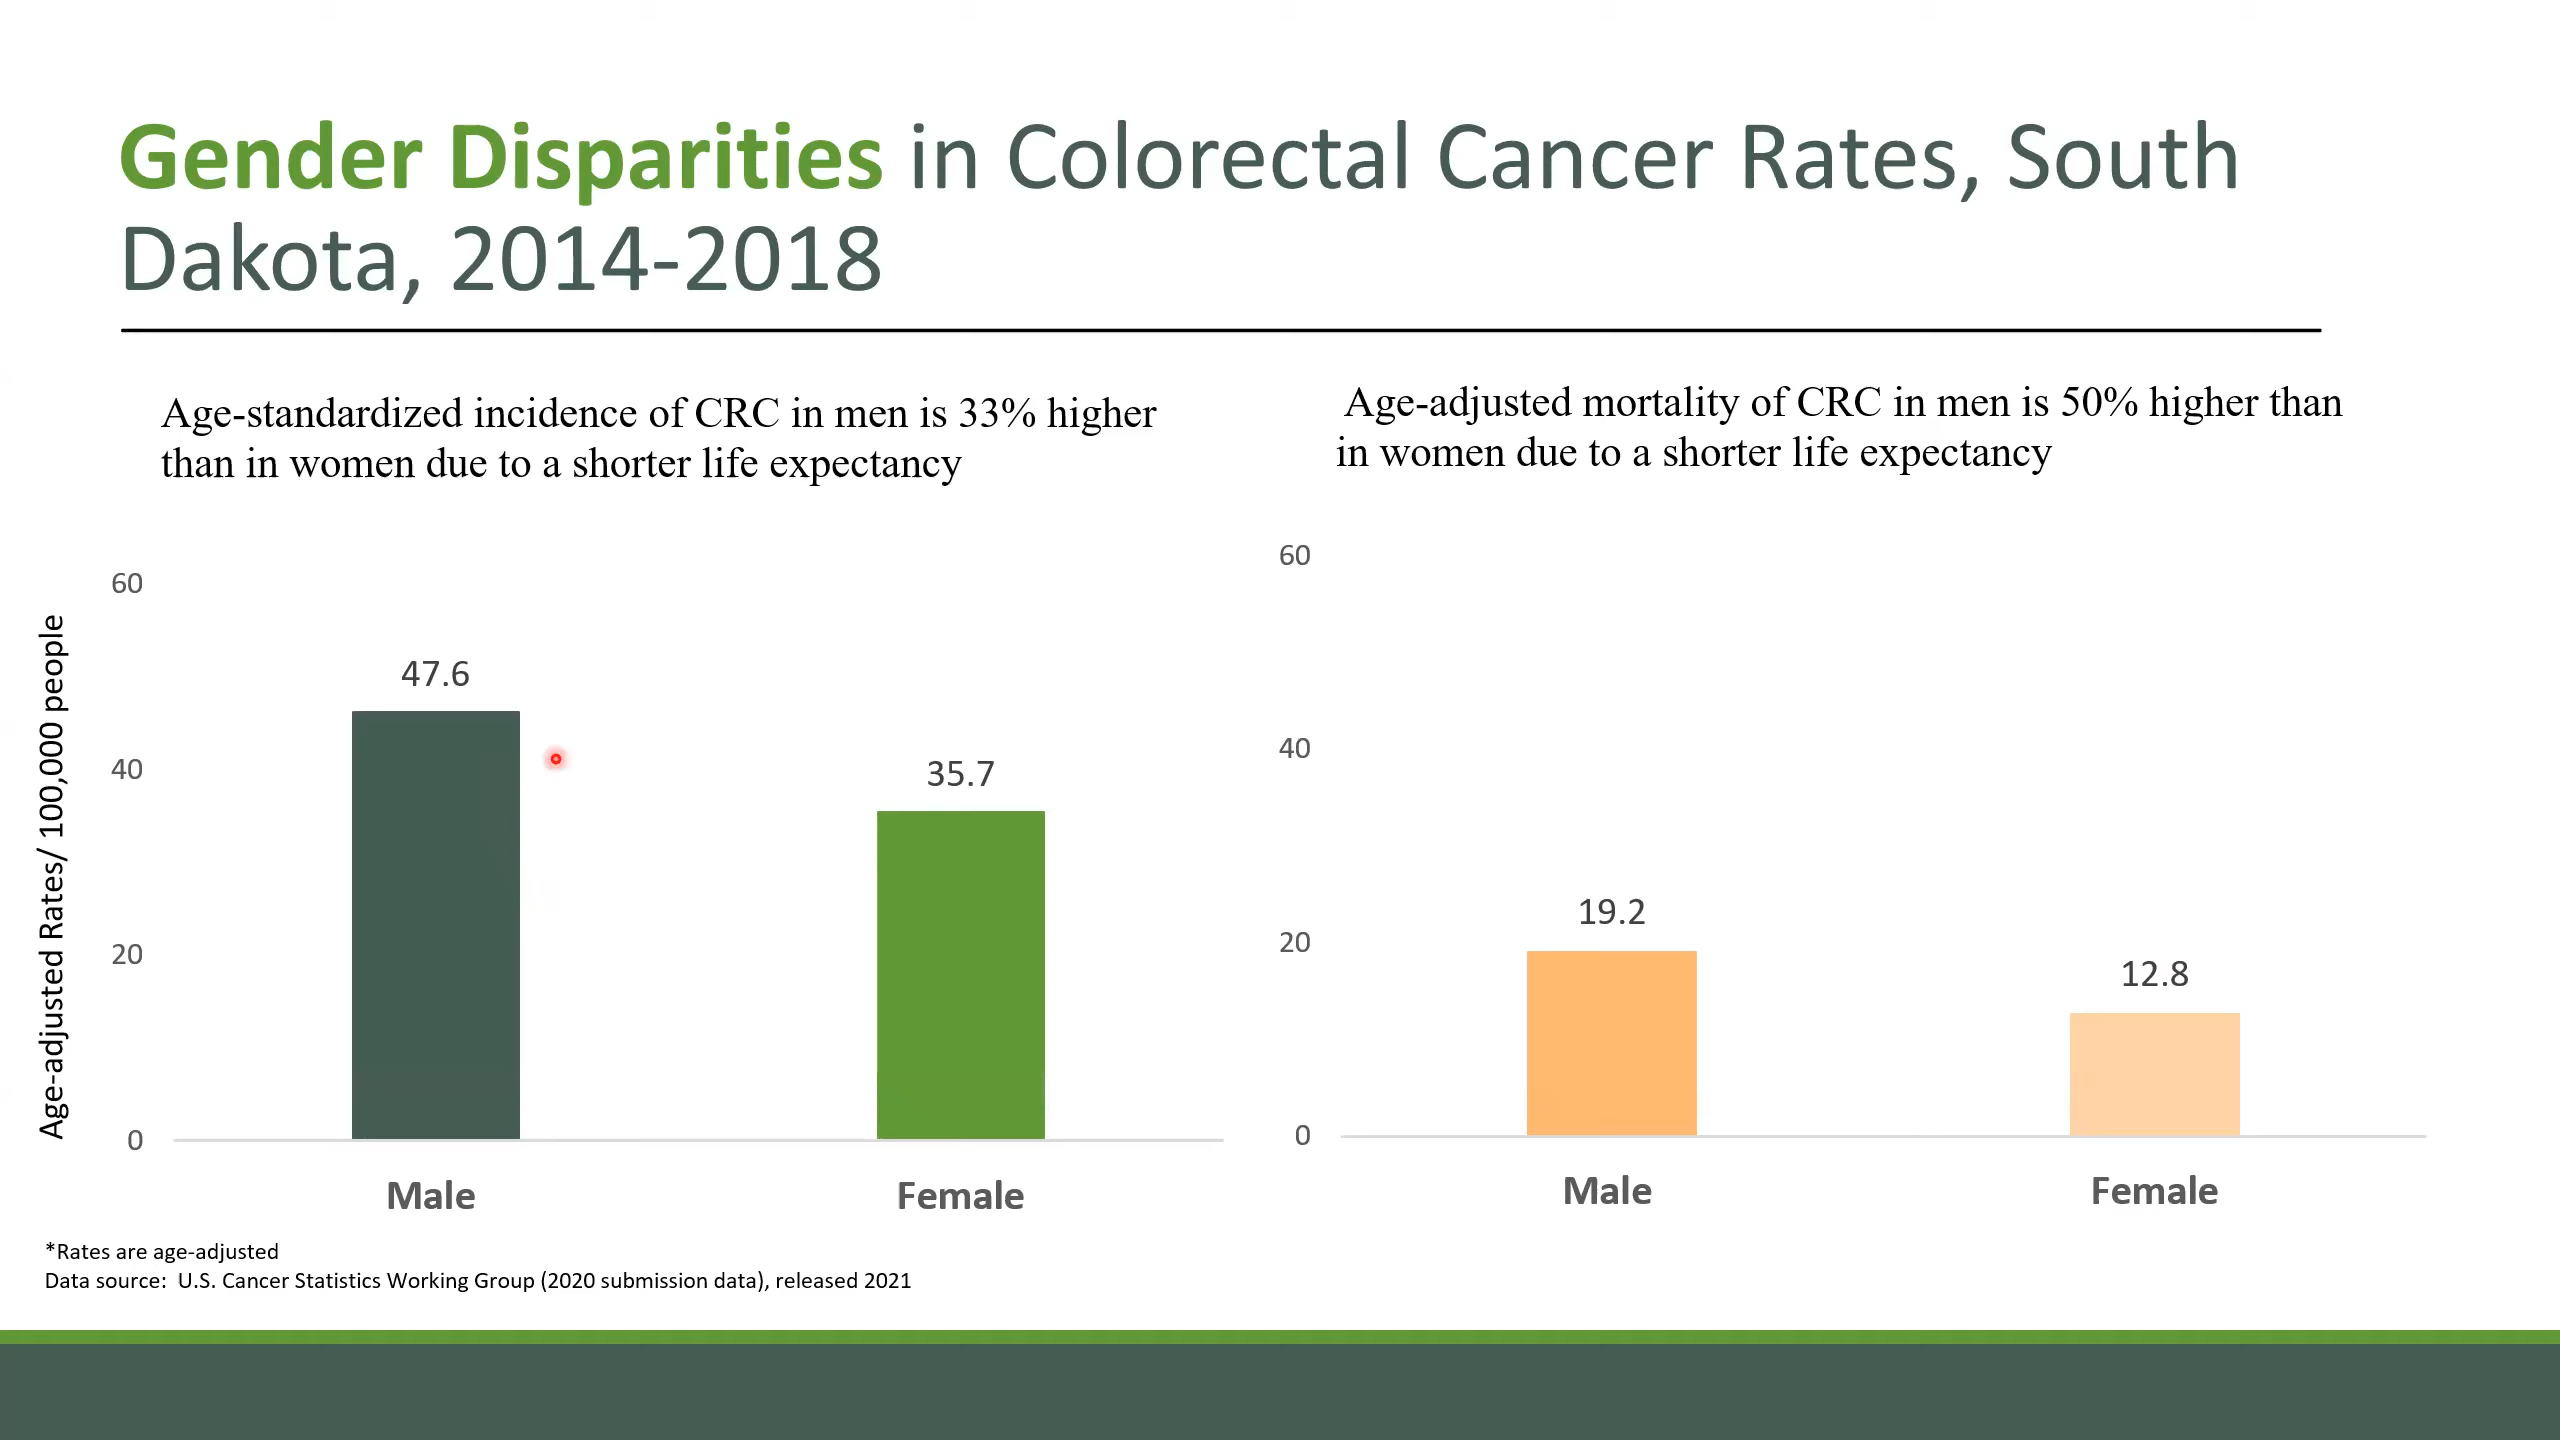 Gender Disparities in Colorectal Cancer Rates, South
Dakota, 2014-2018
Age-standardized incidence of CRC in men is 33% higher
than in women due to a shorter life expectancy
Age-adjusted Rates/ 100,000 people
60
40
20
0
47.6
35.7
Male
Female
Age-adjusted mortality of CRC in men is 50% higher than
in women due to a shorter life expectancy
60
40
20
0
19.2
12.8
Male
Female
*Rates are age-adjusted
Data source:  U.S. Cancer Statistics Working Group (2020 submission data), released 2021